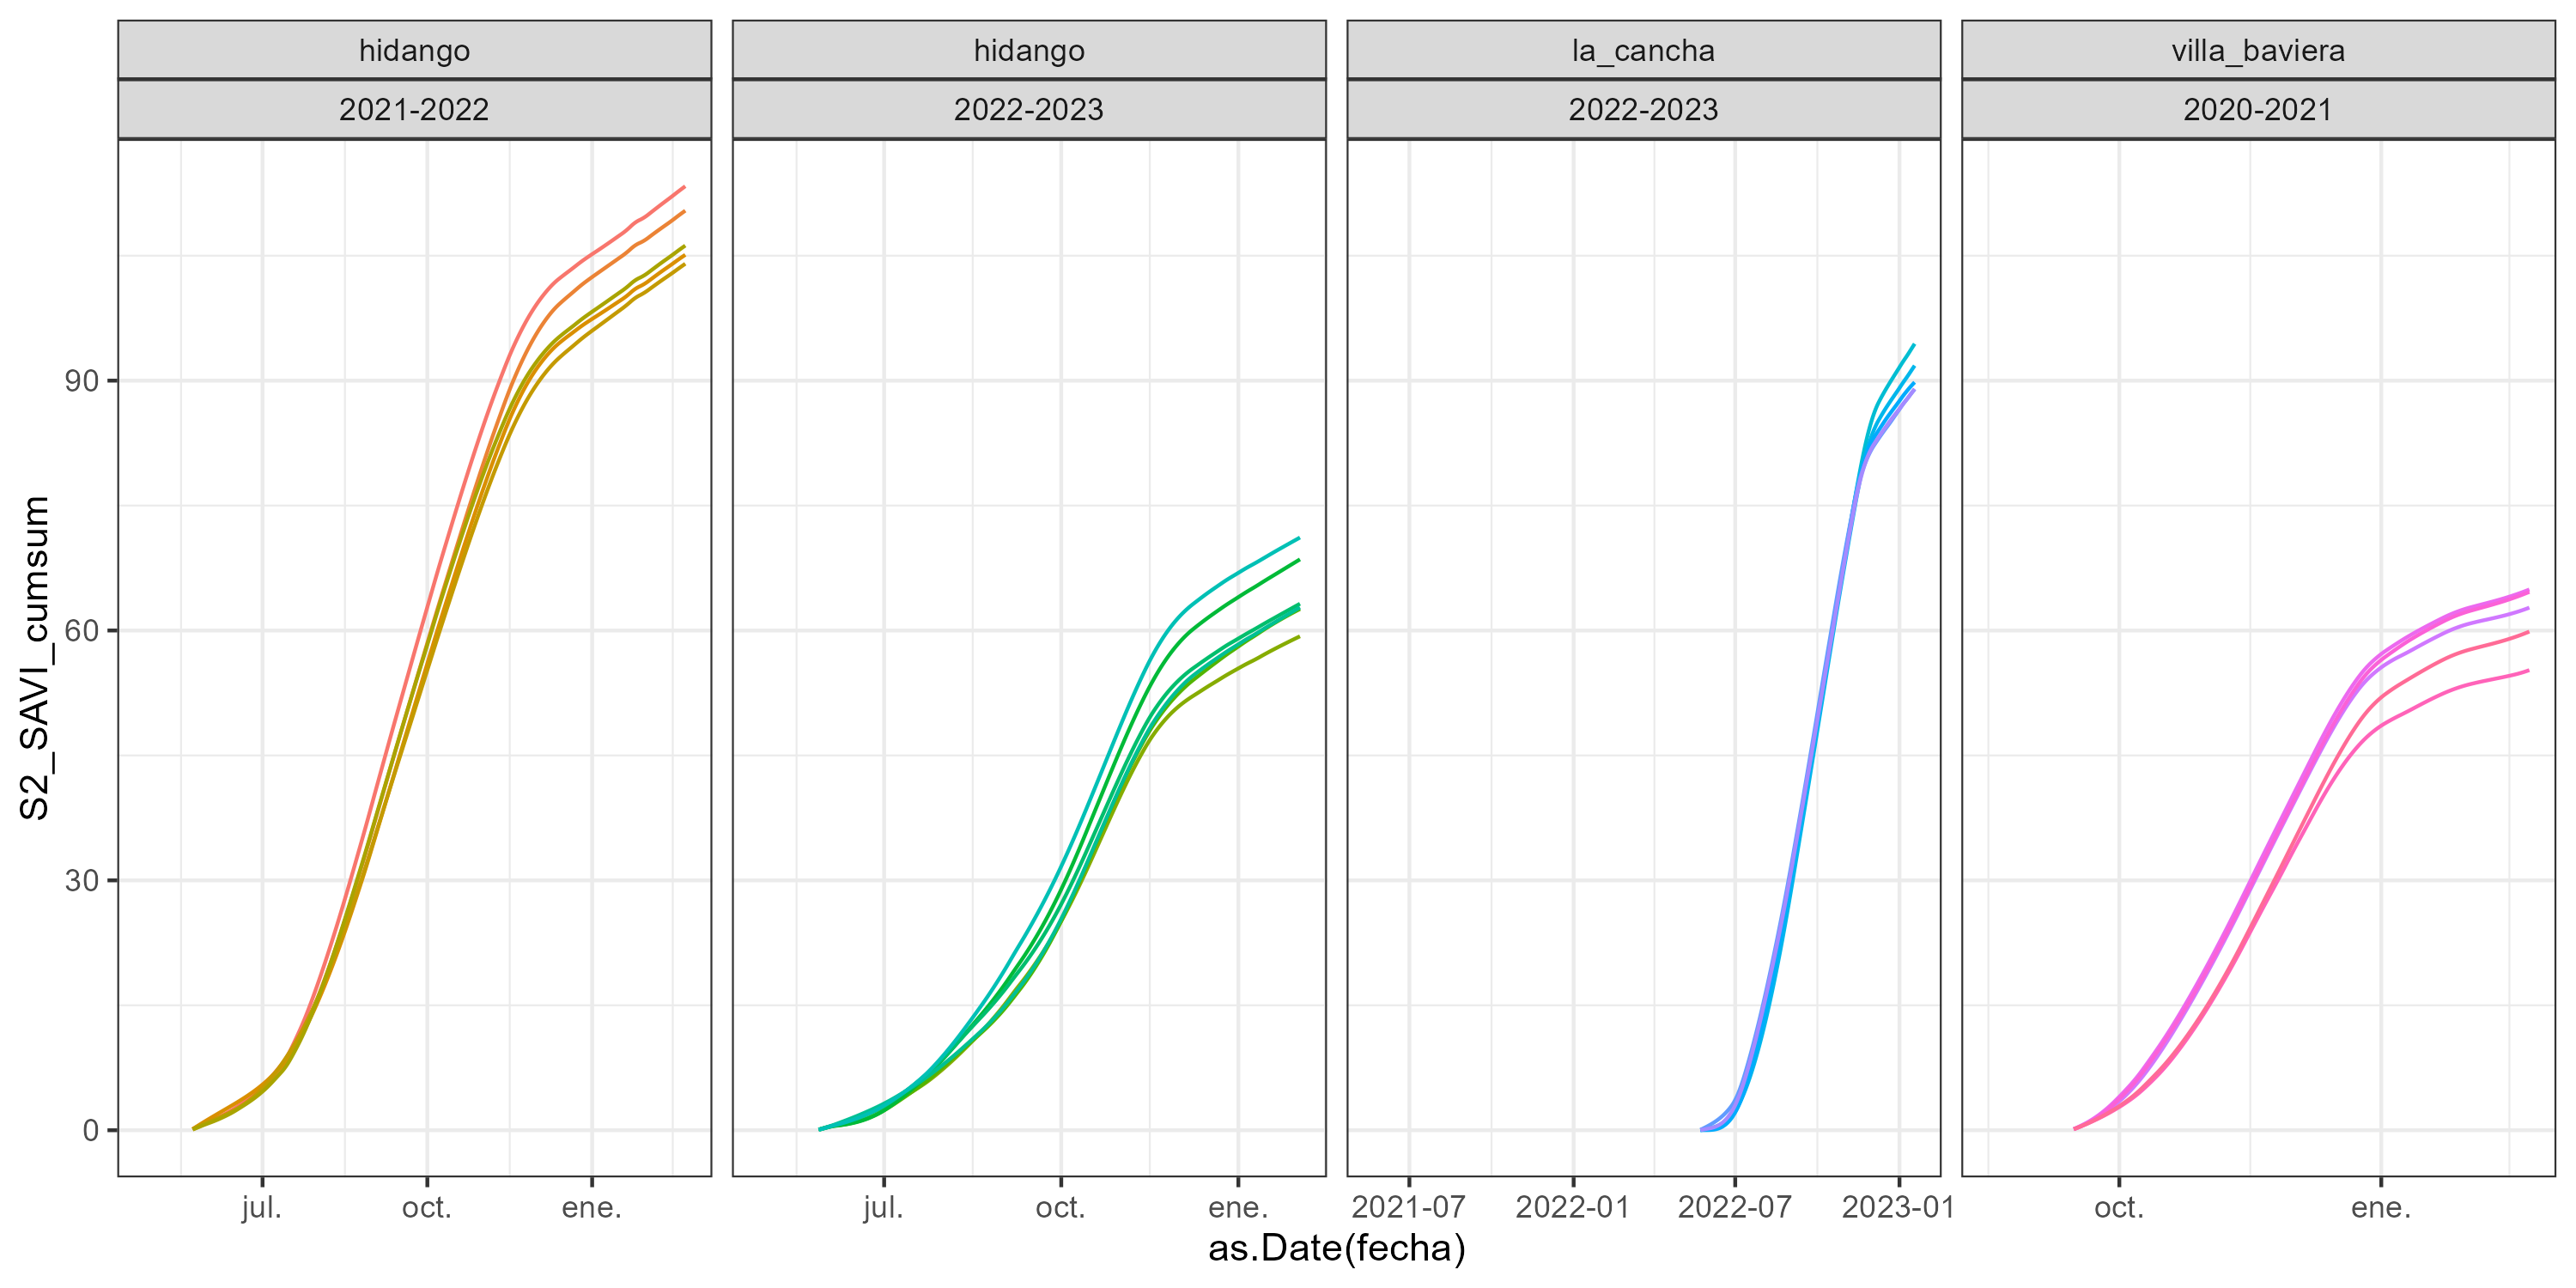 hidango hidango la_cancha villa_baviera
2021-2022 2022-2023 2022-2023 2020-2021
S2_SAVI_cumsum
90
60
30
0
jul. oct. ene. jul. oct. ene. 2021-07 2022-01 2022-07 2023-01 oct. ene.
as.Date(fecha)